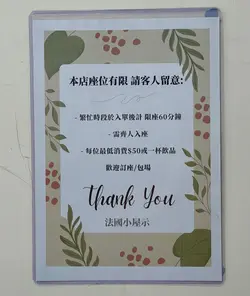 本店座位有限 請客人留意:
- 繁忙時段於入單後計 限座60分鐘
- 需齊人入座
- 每位最低消費$50或一杯飲品
歡迎訂座/包場
Thank You
法國小屋示